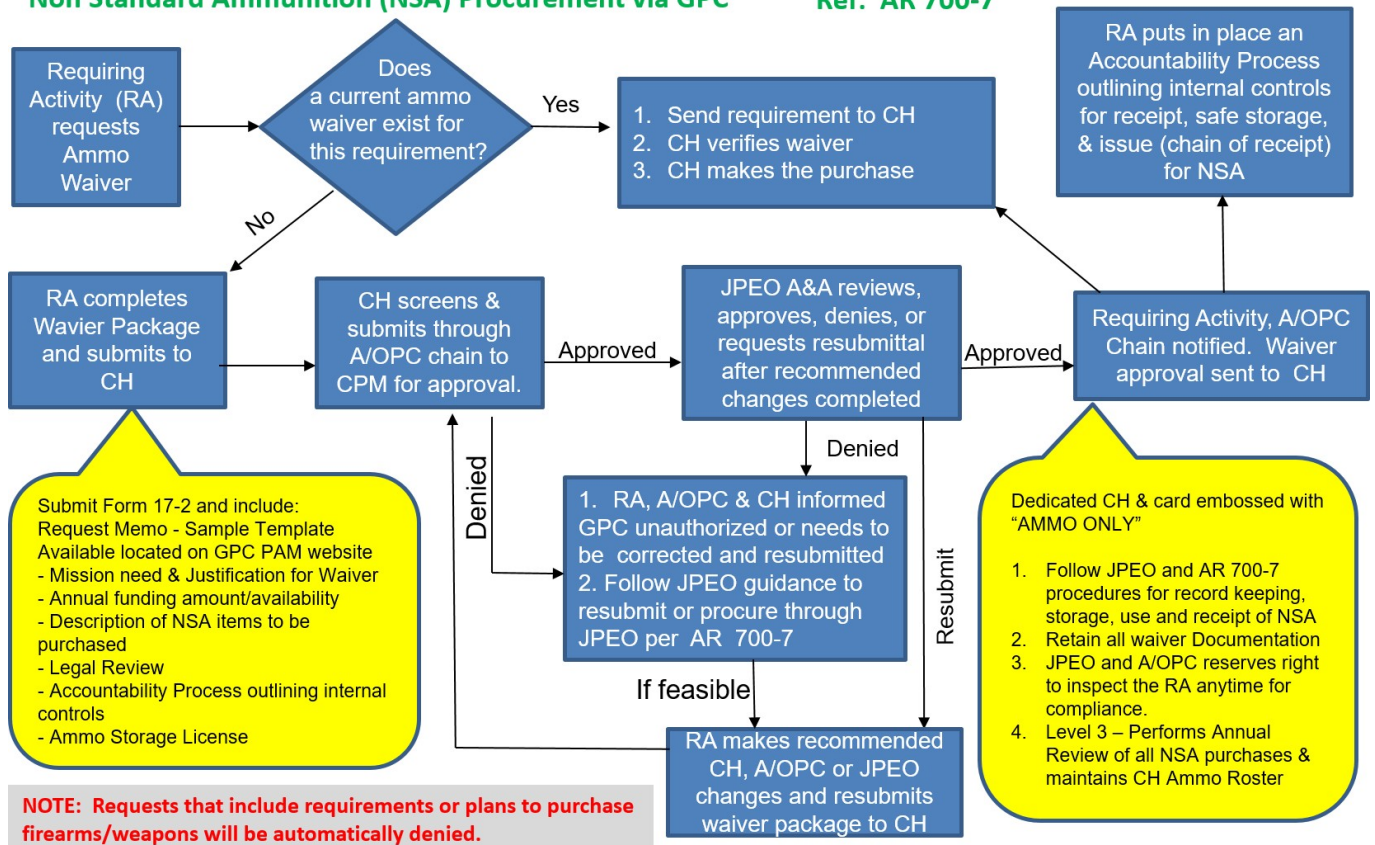 Non Standard Ammunition (NSA) Procurement via GPC
Ref: AR 700-7
Requiring
Activity (RA)
requests
Ammo
Waiver
Does
a current ammo
waiver exist for
this requirement?
Yes
1. Send requirement to CH
2. CH verifies waiver
3. CH makes the purchase
RA puts in place an
Accountability Process
outlining internal controls
for receipt, safe storage,
& issue (chain of receipt)
for NSA
No
RA completes
Wavier Package
and submits to
CH
CH screens &
submits through
A/OPC chain to
CPM for approval.
Approved
JPEO A&A reviews,
approves, denies, or
requests resubmittal
after recommended
changes completed
Approved
Requiring Activity, A/OPC
Chain notified. Waiver
approval sent to CH
Denied
Denied
Resubmit
1. RA, A/OPC & CH informed
GPC unauthorized or needs to
be corrected and resubmitted
2. Follow JPEO guidance to
resubmit or procure through
JPEO per AR 700-7
If feasible
RA makes recommended
CH, A/OPC or JPEO
changes and resubmits
waiver package to CH
Submit Form 17-2 and include:
Request Memo - Sample Template
Available located on GPC PAM website
- Mission need & Justification for Waiver
- Annual funding amount/availability
- Description of NSA items to be
purchased
- Legal Review
- Accountability Process outlining internal
controls
- Ammo Storage License
Dedicated CH & card embossed with
“AMMO ONLY”
1. Follow JPEO and AR 700-7
procedures for record keeping,
storage, use and receipt of NSA
2. Retain all waiver Documentation
3. JPEO and A/OPC reserves right
to inspect the RA anytime for
compliance.
4. Level 3 – Performs Annual
Review of all NSA purchases &
maintains CH Ammo Roster
NOTE: Requests that include requirements or plans to purchase
firearms/weapons will be automatically denied.